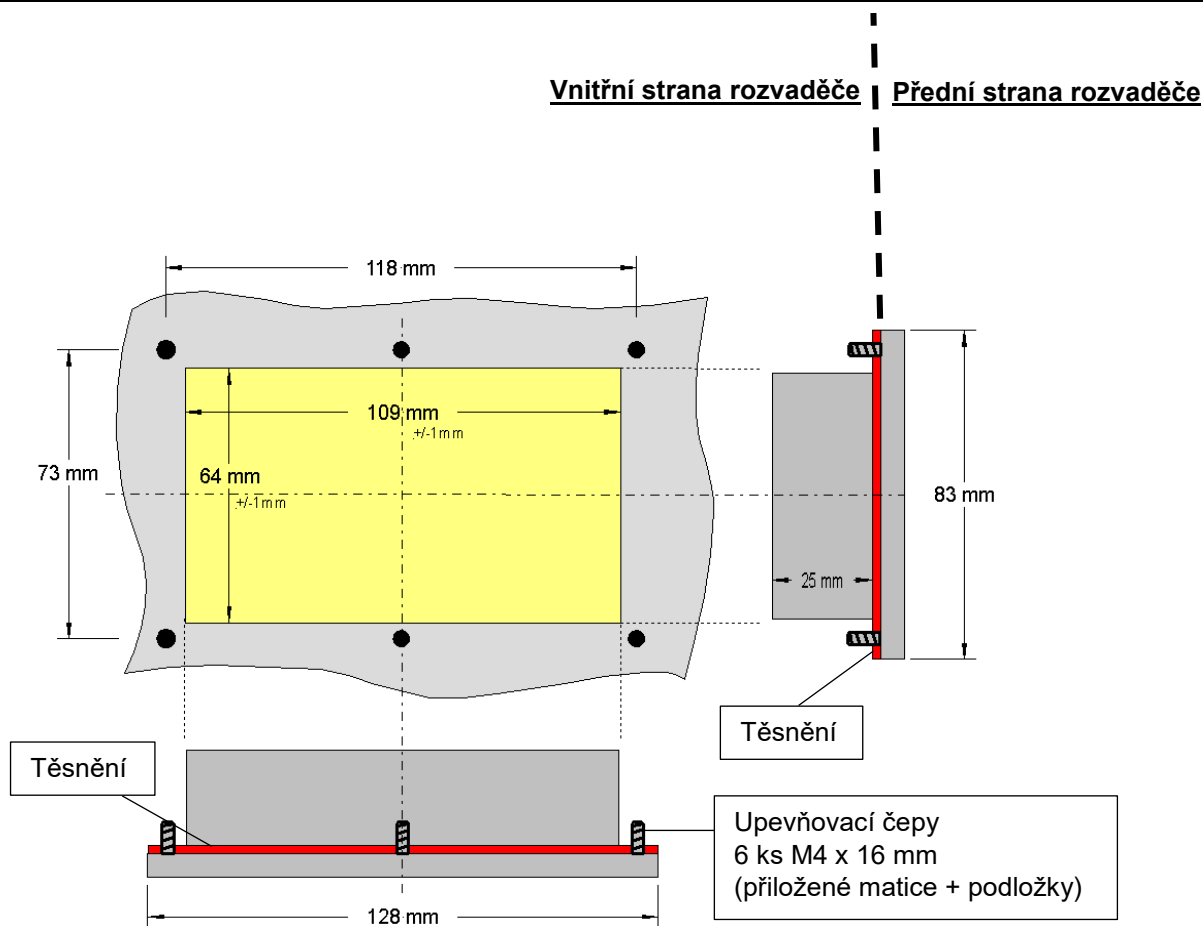 Vnitřní strana rozvaděče
Přední strana rozvaděče
118 mm
109 mm
+/-1mm
73 mm
64 mm
+/-1mm
83 mm
25 mm
Těsnění
Těsnění
Upevňovací čepy
6 ks M4 x 16 mm
(přiložené matice + podložky)
128 mm